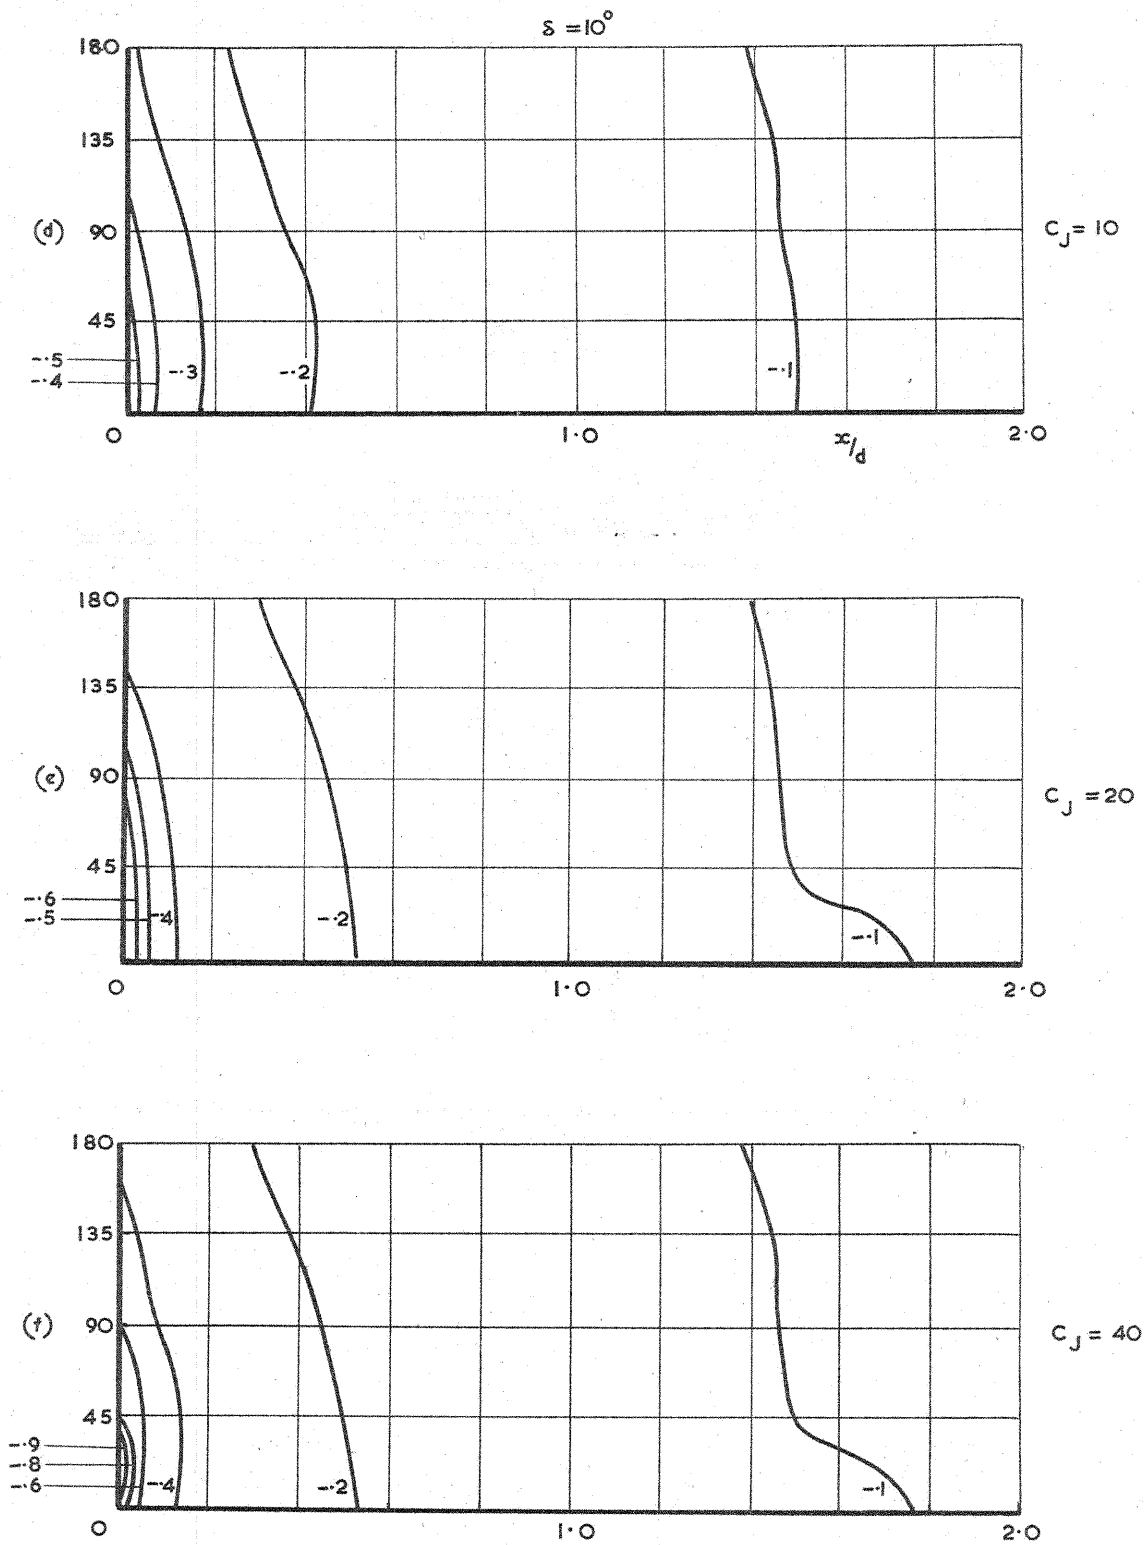 δ = 10°
180
135
(d) 90 C_J = 10
45
-·5
-·4 -·3 -·2 -·1
0 1·0 x/d 2·0
180
135
(e) 90 C_J = 20
45
-·6
-·5 -·4 -·2 -·1
0 1·0 2·0
180
135
(f) 90 C_J = 40
45
-·9
-·8
-·6 -·4 -·2 -·1
0 1·0 2·0